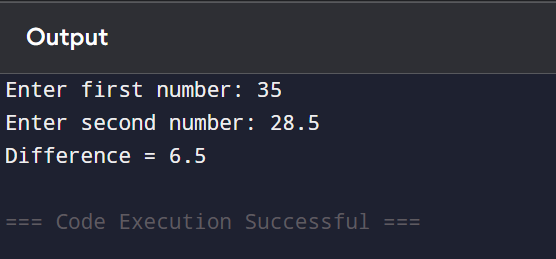 Output
Enter first number: 35
Enter second number: 28.5
Difference = 6.5
=== Code Execution Successful ===